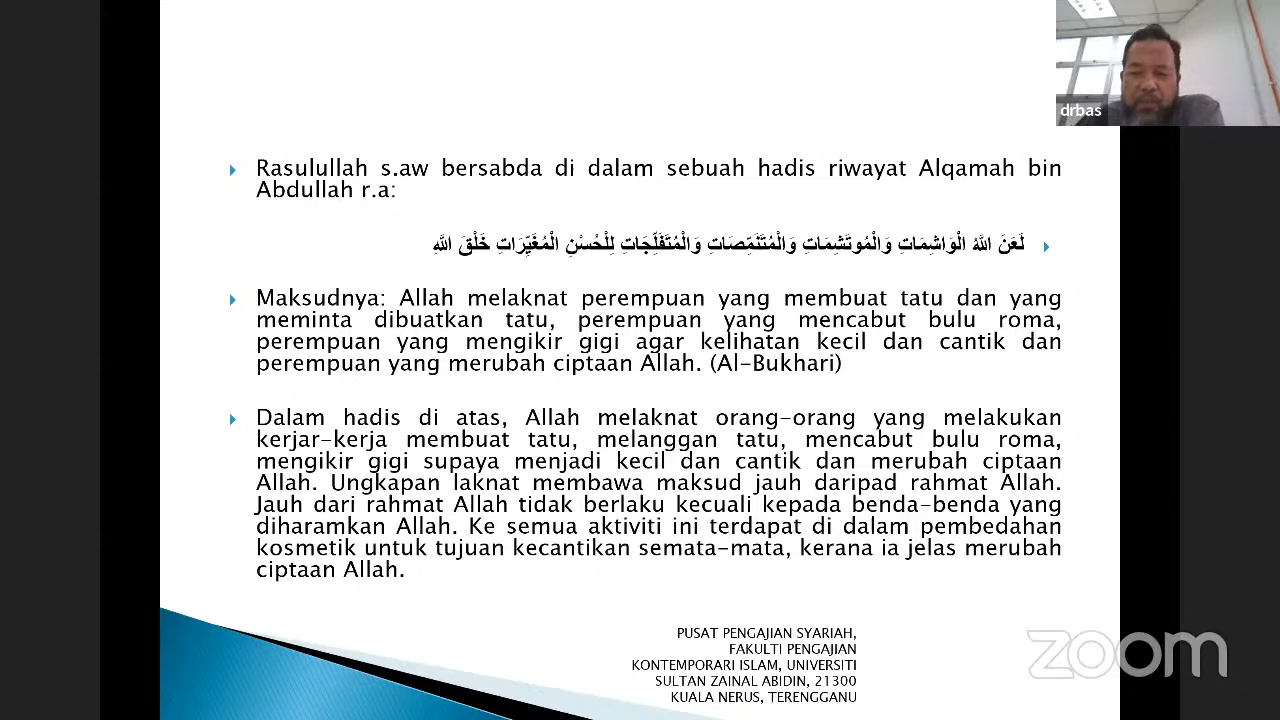 drbas
Rasulullah s.aw bersabda di dalam sebuah hadis riwayat Alqamah bin
Abdullah r.a:
لَعَنَ اللَّهُ الْوَاشِمَاتِ وَالْمُوتَشِمَاتِ وَالْمُتَنَمِّصَاتِ وَالْمُتَفَلِّجَاتِ لِلْحُسْنِ الْمُغَيِّرَاتِ خَلْقَ اللَّهِ
Maksudnya: Allah melaknat perempuan yang membuat tatu dan yang
meminta dibuatkan tatu, perempuan yang mencabut bulu roma,
perempuan yang mengikir gigi agar kelihatan kecil dan cantik dan
perempuan yang merubah ciptaan Allah. (Al-Bukhari)
Dalam hadis di atas, Allah melaknat orang-orang yang melakukan
kerjar-kerja membuat tatu, melanggan tatu, mencabut bulu roma,
mengikir gigi supaya menjadi kecil dan cantik dan merubah ciptaan
Allah. Ungkapan laknat membawa maksud jauh daripad rahmat Allah.
Jauh dari rahmat Allah tidak berlaku kecuali kepada benda-benda yang
diharamkan Allah. Ke semua aktiviti ini terdapat di dalam pembedahan
kosmetik untuk tujuan kecantikan semata-mata, kerana ia jelas merubah
ciptaan Allah.
PUSAT PENGAJIAN SYARIAH,
FAKULTI PENGAJIAN
KONTEMPORARI ISLAM, UNIVERSITI
SULTAN ZAINAL ABIDIN, 21300
KUALA NERUS, TERENGGANU
zoom